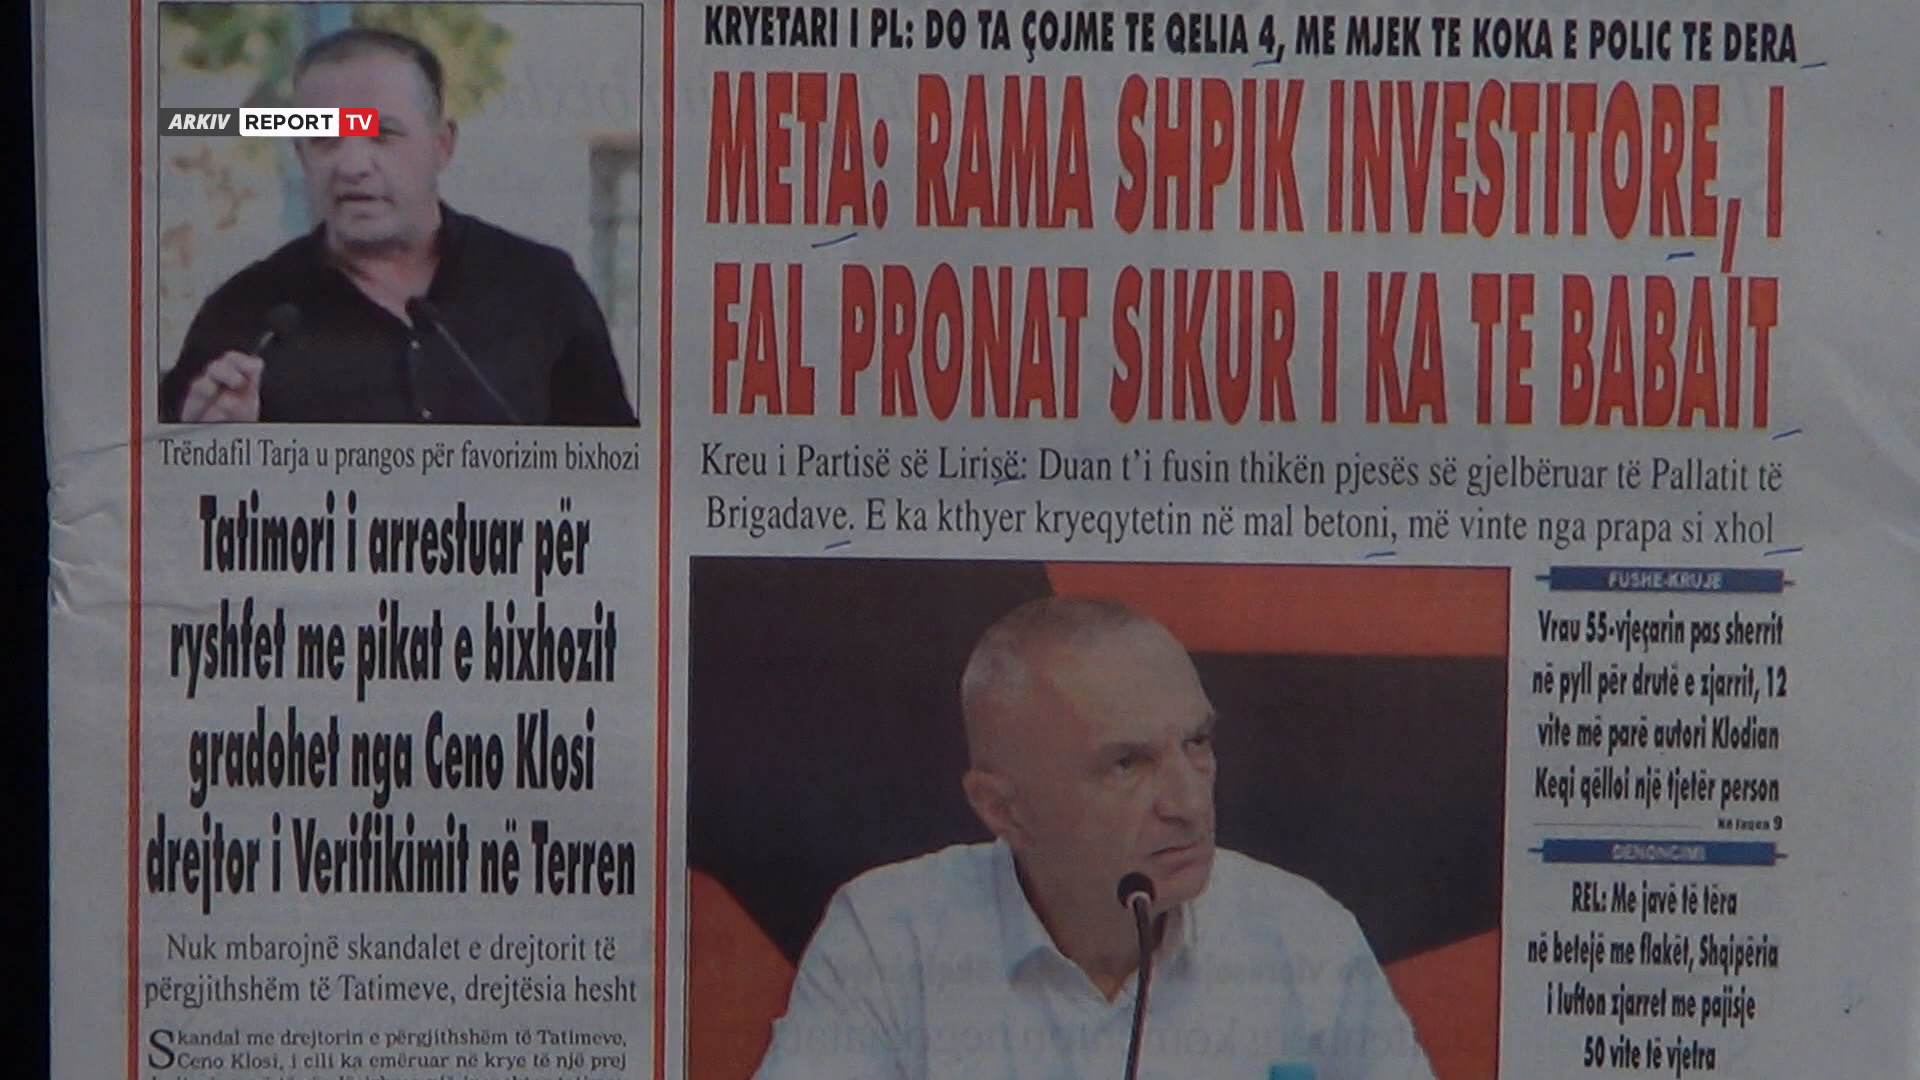 ARKIV REPORT TV
Trëndafil Tarja u prangos për favorizim bixhozi
Tatimori i arrestuar për
ryshfet me pikat e bixhozit
gradohet nga Ceno Klosi
drejtor i Verifikimit në Terren
Nuk mbarojnë skandalet e drejtorit të
përgjithshëm të Tatimeve, drejtësia hesht
Skandal me drejtorin e përgjithshëm të Tatimeve,
Ceno Klosi, i cili ka emëruar në krye të një prej
KRYETARI I PL: DO TA ÇOJME TE QELIA 4, ME MJEK TE KOKA E POLIC TE DERA
META: RAMA SHPIK INVESTITORE, I
FAL PRONAT SIKUR I KA TE BABAIT
Kreu i Partisë së Lirisë: Duan t'i fusin thikën pjesës së gjelbëruar të Pallatit të
Brigadave. E ka kthyer kryeqytetin në mal betoni, më vinte nga prapa si xhol
FUSHE-KRUJE
Vrau 55-vjeçarin pas sherrit
në pyll për drutë e zjarrit, 12
vite më parë autori Klodian
Keqi qëlloi një tjetër person
Në faqen 9
DENONCIMI
REL: Me javë të tëra
në betejë me flakët, Shqipëria
i lufton zjarret me pajisje
50 vite të vjetra